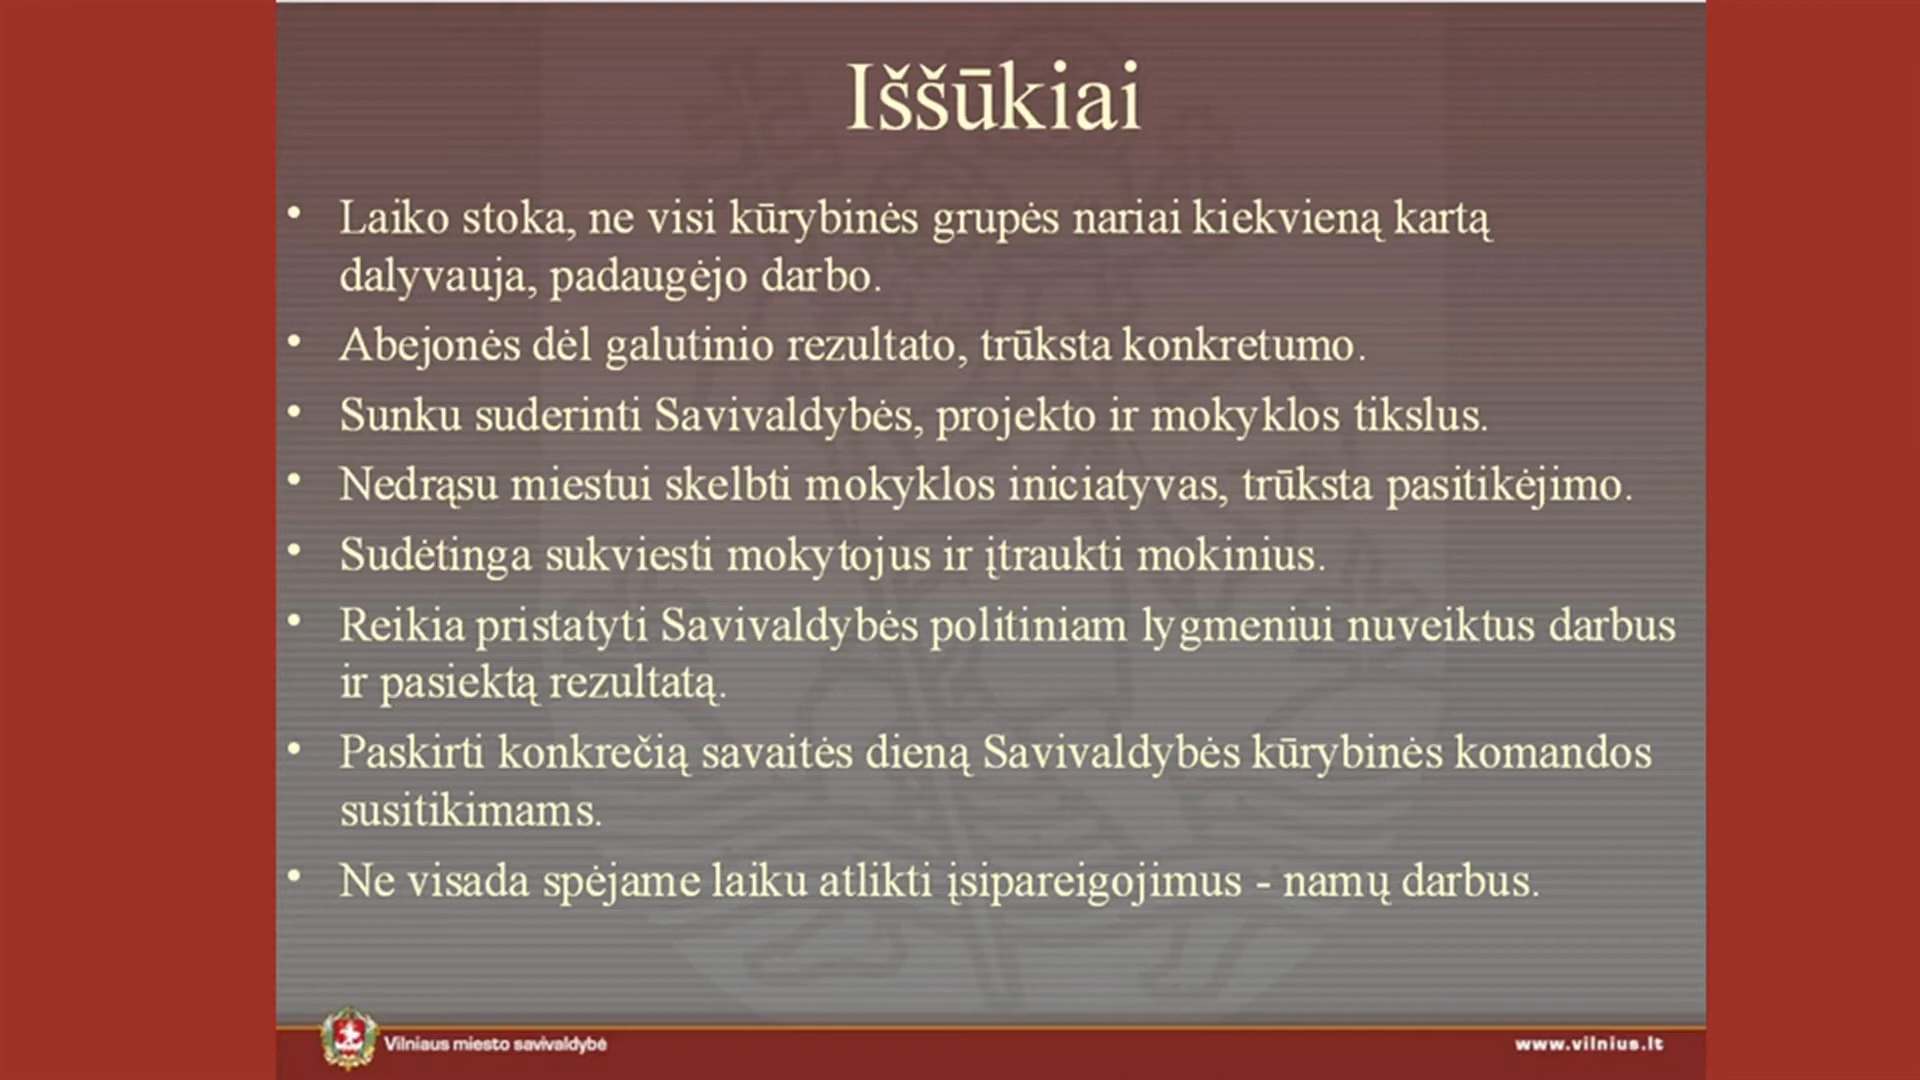 Iššūkiai
• Laiko stoka, ne visi kūrybinės grupės nariai kiekvieną kartą
dalyvauja, padaugėjo darbo.
• Abejonės dėl galutinio rezultato, trūksta konkretumo.
• Sunku suderinti Savivaldybės, projekto ir mokyklos tikslus.
• Nedrąsu miestui skelbti mokyklos iniciatyvas, trūksta pasitikėjimo.
• Sudėtinga sukviesti mokytojus ir įtraukti mokinius.
• Reikia pristatyti Savivaldybės politiniam lygmeniui nuveiktus darbus
ir pasiektą rezultatą.
• Paskirti konkrečią savaitės dieną Savivaldybės kūrybinės komandos
susitikimams.
• Ne visada spėjame laiku atlikti įsipareigojimus - namų darbus.
Vilniaus miesto savivaldybė
www.vilnius.lt